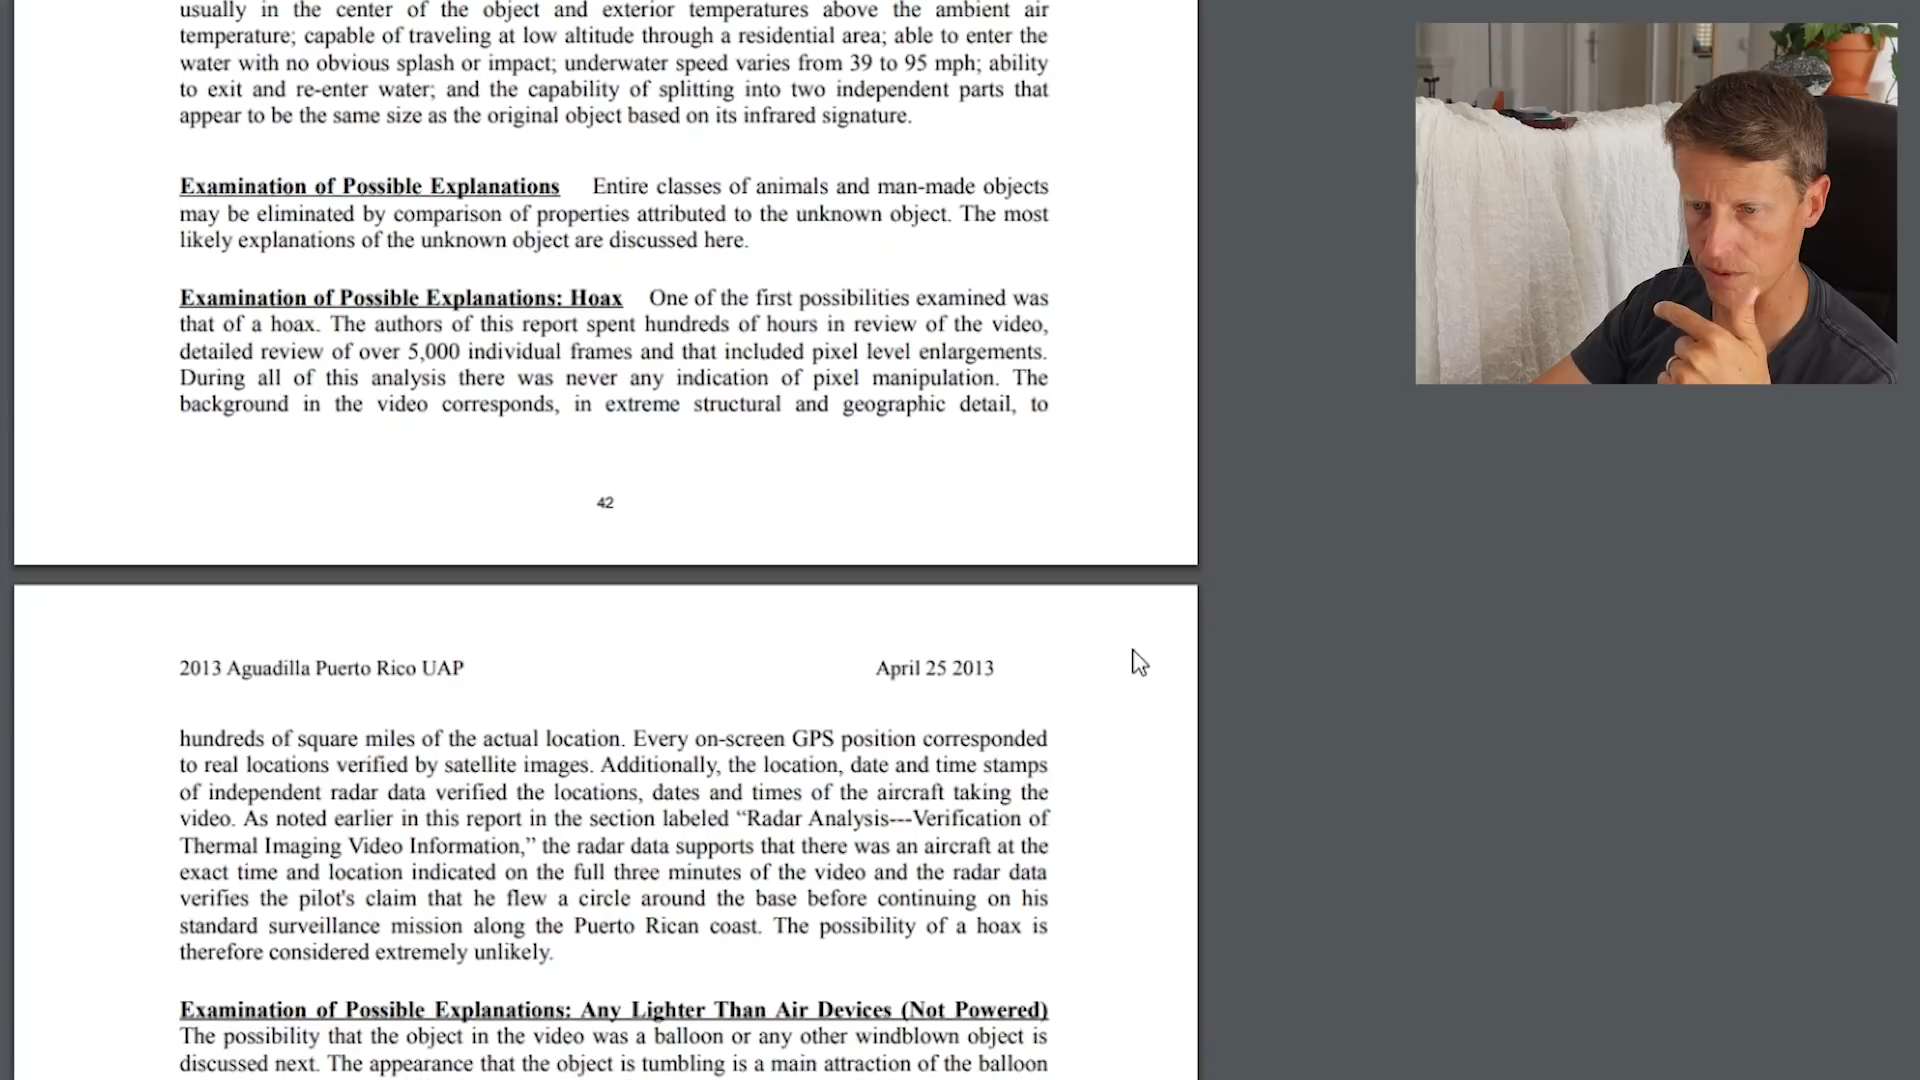 usually in the center of the object and exterior temperatures above the ambient air
temperature; capable of traveling at low altitude through a residential area; able to enter the
water with no obvious splash or impact; underwater speed varies from 39 to 95 mph; ability
to exit and re-enter water; and the capability of splitting into two independent parts that
appear to be the same size as the original object based on its infrared signature.
Examination of Possible Explanations Entire classes of animals and man-made objects
may be eliminated by comparison of properties attributed to the unknown object. The most
likely explanations of the unknown object are discussed here.
Examination of Possible Explanations: Hoax One of the first possibilities examined was
that of a hoax. The authors of this report spent hundreds of hours in review of the video,
detailed review of over 5,000 individual frames and that included pixel level enlargements.
During all of this analysis there was never any indication of pixel manipulation. The
background in the video corresponds, in extreme structural and geographic detail, to
42
2013 Aguadilla Puerto Rico UAP April 25 2013
hundreds of square miles of the actual location. Every on-screen GPS position corresponded
to real locations verified by satellite images. Additionally, the location, date and time stamps
of independent radar data verified the locations, dates and times of the aircraft taking the
video. As noted earlier in this report in the section labeled “Radar Analysis---Verification of
Thermal Imaging Video Information,” the radar data supports that there was an aircraft at the
exact time and location indicated on the full three minutes of the video and the radar data
verifies the pilot's claim that he flew a circle around the base before continuing on his
standard surveillance mission along the Puerto Rican coast. The possibility of a hoax is
therefore considered extremely unlikely.
Examination of Possible Explanations: Any Lighter Than Air Devices (Not Powered)
The possibility that the object in the video was a balloon or any other windblown object is
discussed next. The appearance that the object is tumbling is a main attraction of the balloon